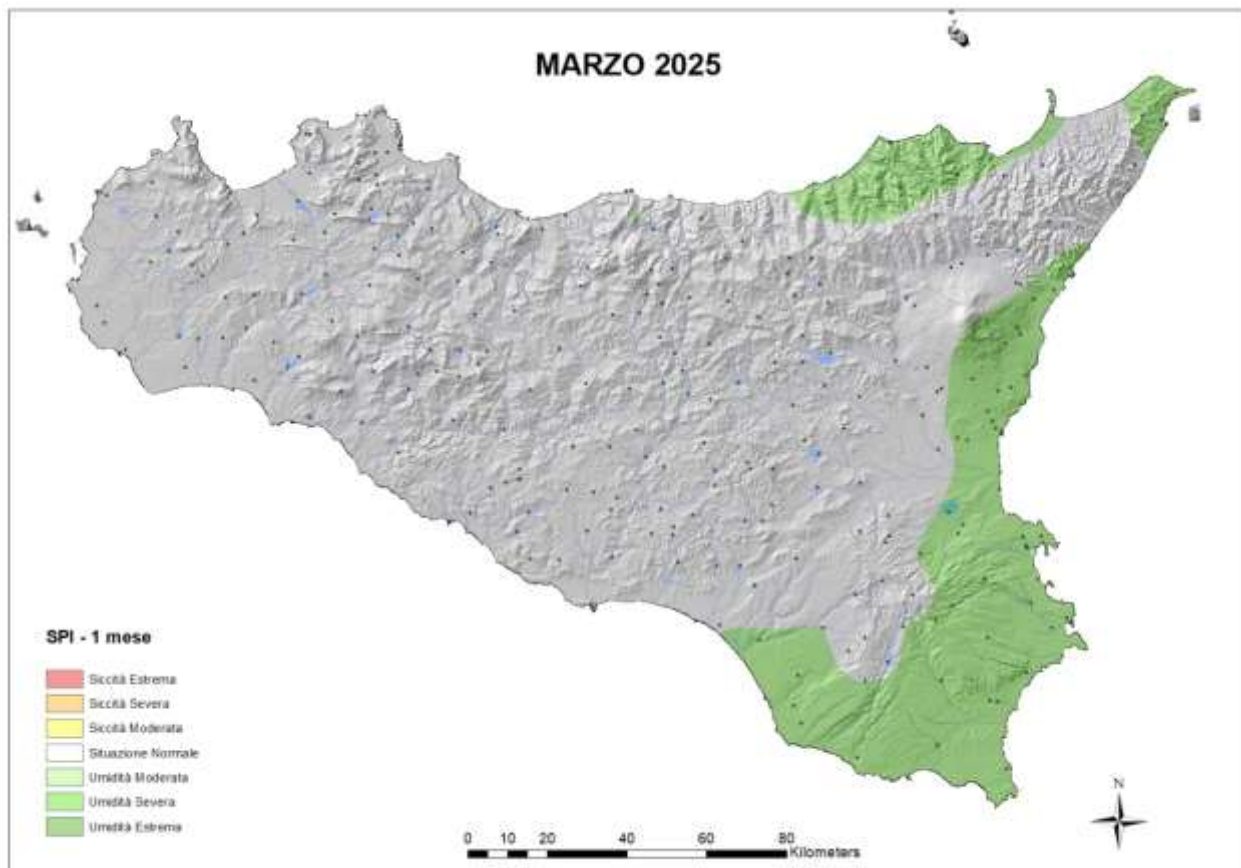 MARZO 2025
SPI - 1 mese
Siccità Estrema
Siccità Severa
Siccità Moderata
Situazione Normale
Umidità Moderata
Umidità Severa
Umidità Estrema
0 10 20 40 60 80
Kilometers
N